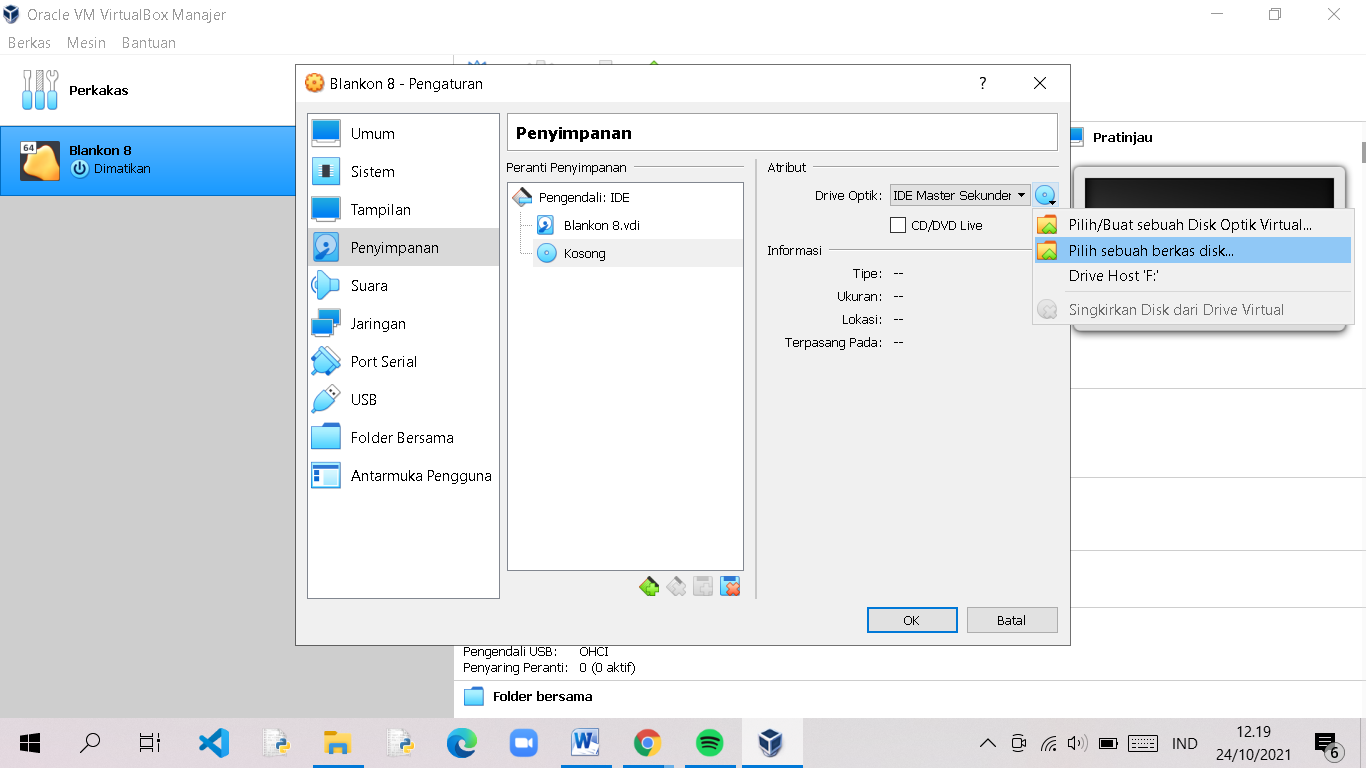 Oracle VM VirtualBox Manajer
Berkas Mesin Bantuan
Perkakas
64
Blankon 8
Dimatikan
Blankon 8 - Pengaturan
?
Umum
Sistem
Tampilan
Penyimpanan
Suara
Jaringan
Port Serial
USB
Folder Bersama
Antarmuka Pengguna
Penyimpanan
Peranti Penyimpanan
Pengendali: IDE
Blankon 8.vdi
Kosong
Atribut
Drive Optik: IDE Master Sekunder
CD/DVD Live
Informasi
Tipe: --
Ukuran: --
Lokasi: --
Terpasang Pada: --
OK Batal
Pilih/Buat sebuah Disk Optik Virtual...
Pilih sebuah berkas disk...
Drive Host 'F:'
Singkirkan Disk dari Drive Virtual
Pratinjau
Pengendali USB: OHCI
Penyaring Peranti: 0 (0 aktif)
Folder bersama
IND
12.19
24/10/2021
6